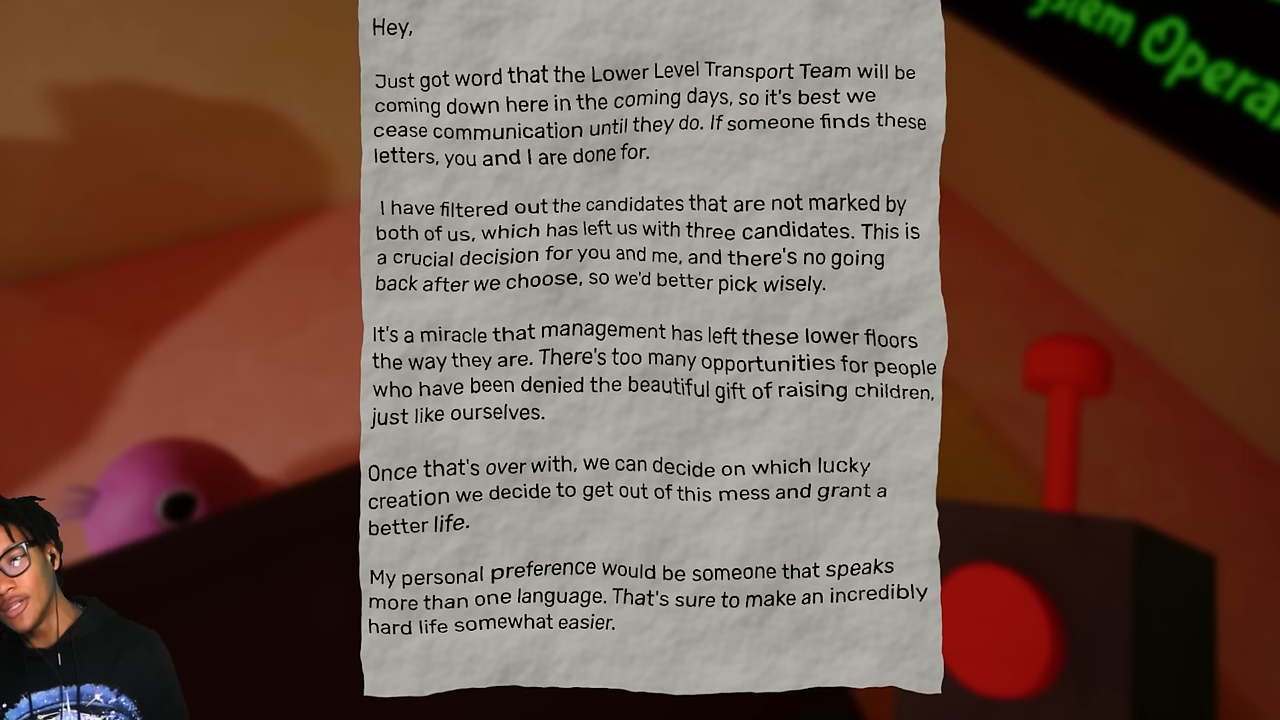 Hey,
Just got word that the Lower Level Transport Team will be
coming down here in the coming days, so it's best we
cease communication until they do. If someone finds these
letters, you and I are done for.
I have filtered out the candidates that are not marked by
both of us, which has left us with three candidates. This is
a crucial decision for you and me, and there's no going
back after we choose, so we'd better pick wisely.
It's a miracle that management has left these lower floors
the way they are. There's too many opportunities for people
who have been denied the beautiful gift of raising children,
just like ourselves.
Once that's over with, we can decide on which lucky
creation we decide to get out of this mess and grant a
better life.
My personal preference would be someone that speaks
more than one language. That's sure to make an incredibly
hard life somewhat easier.